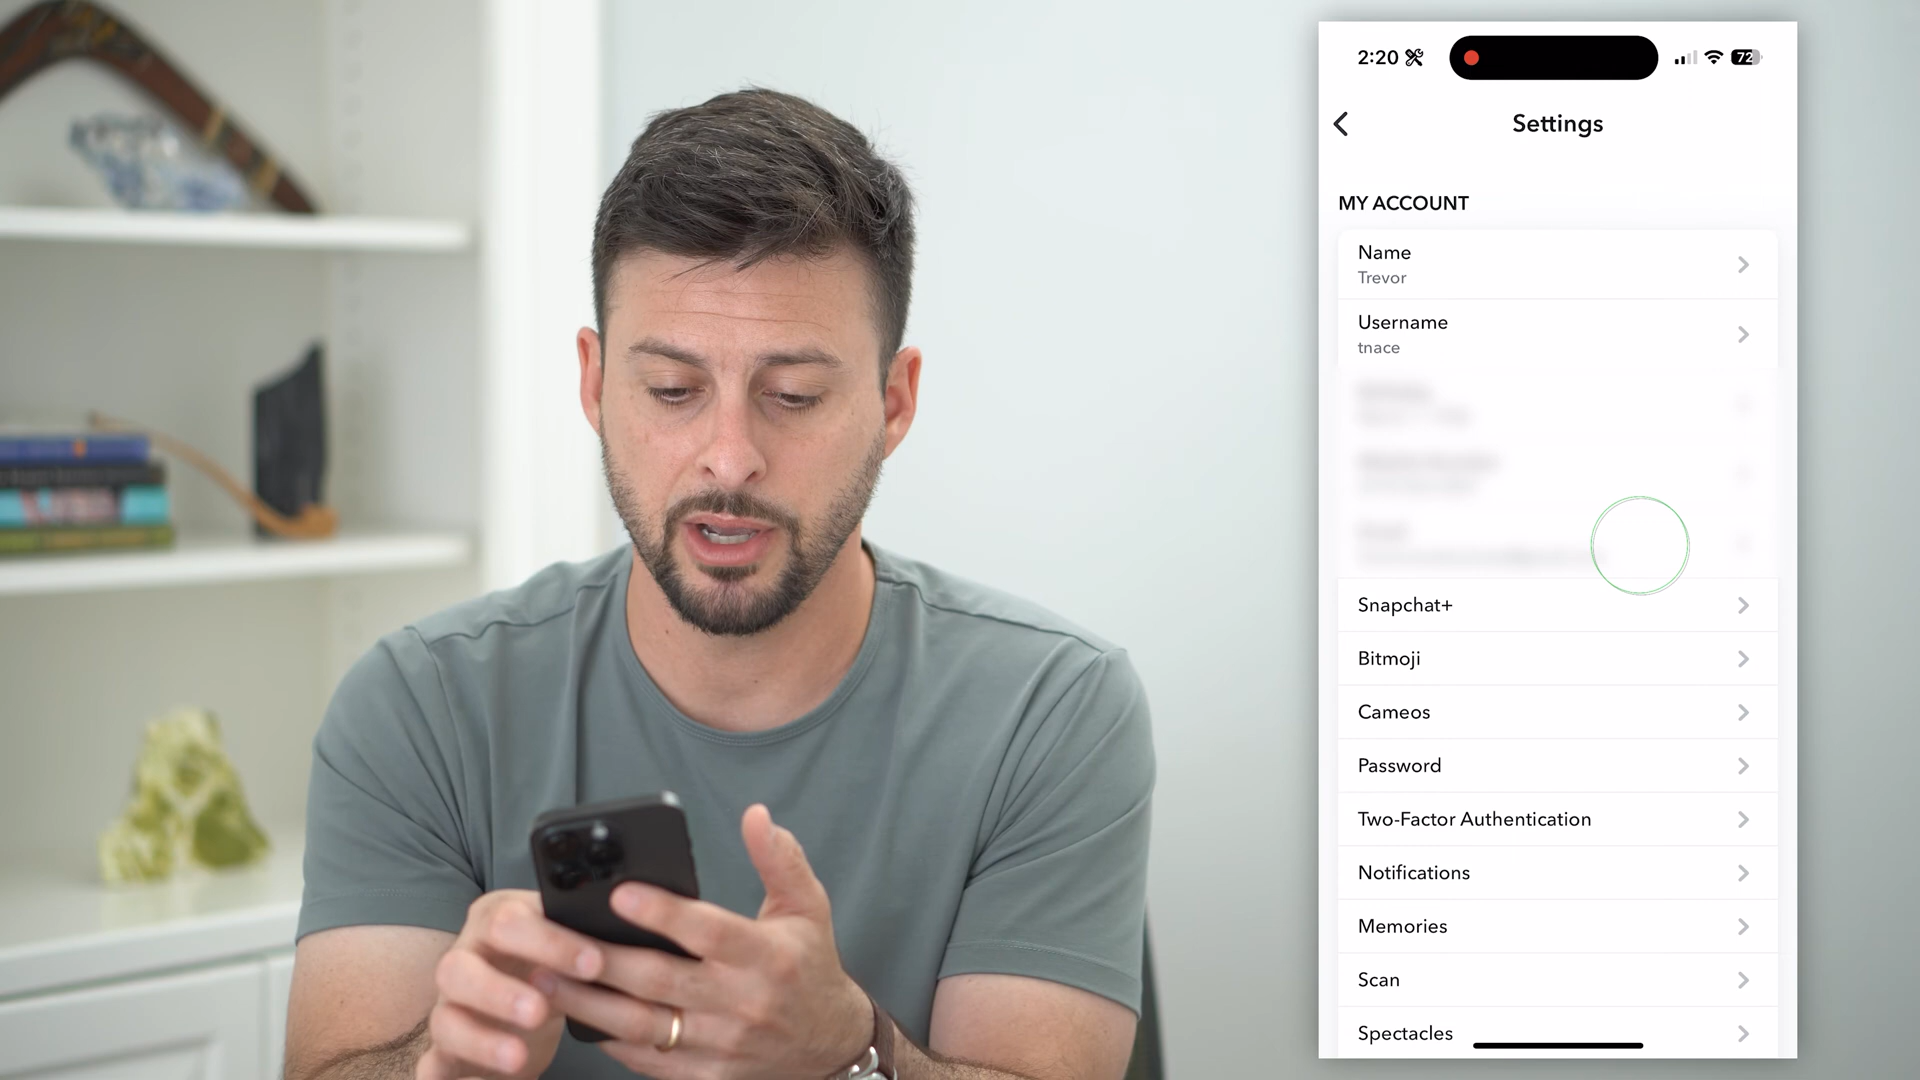 2:20
72
Settings
MY ACCOUNT
Name
Trevor
Username
tnace
Snapchat+
Bitmoji
Cameos
Password
Two-Factor Authentication
Notifications
Memories
Scan
Spectacles